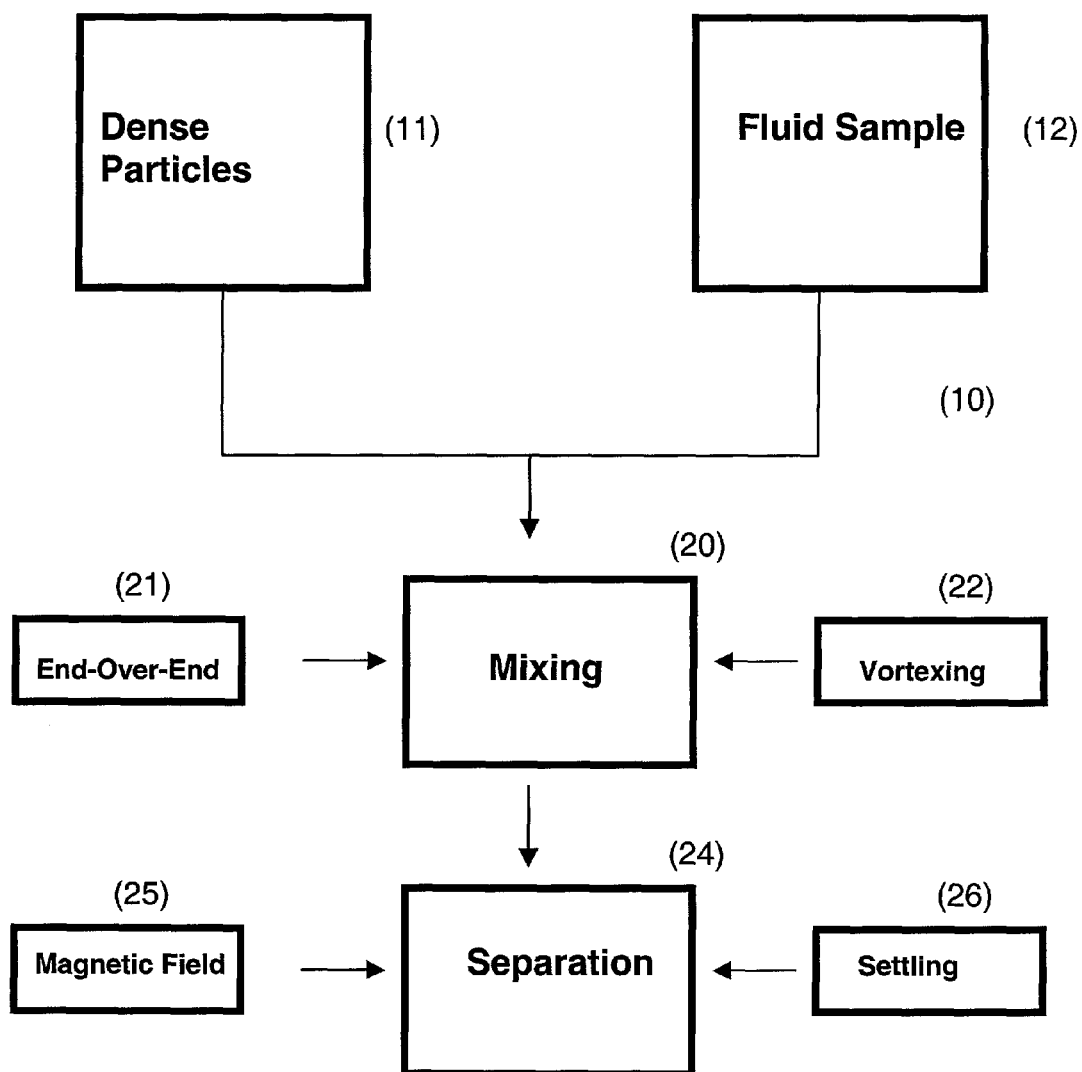 Dense
Particles
(11)
Fluid Sample
(12)
(10)
(20)
(21)
(22)
End-Over-End
Mixing
Vortexing
(24)
(25)
(26)
Magnetic Field
Separation
Settling